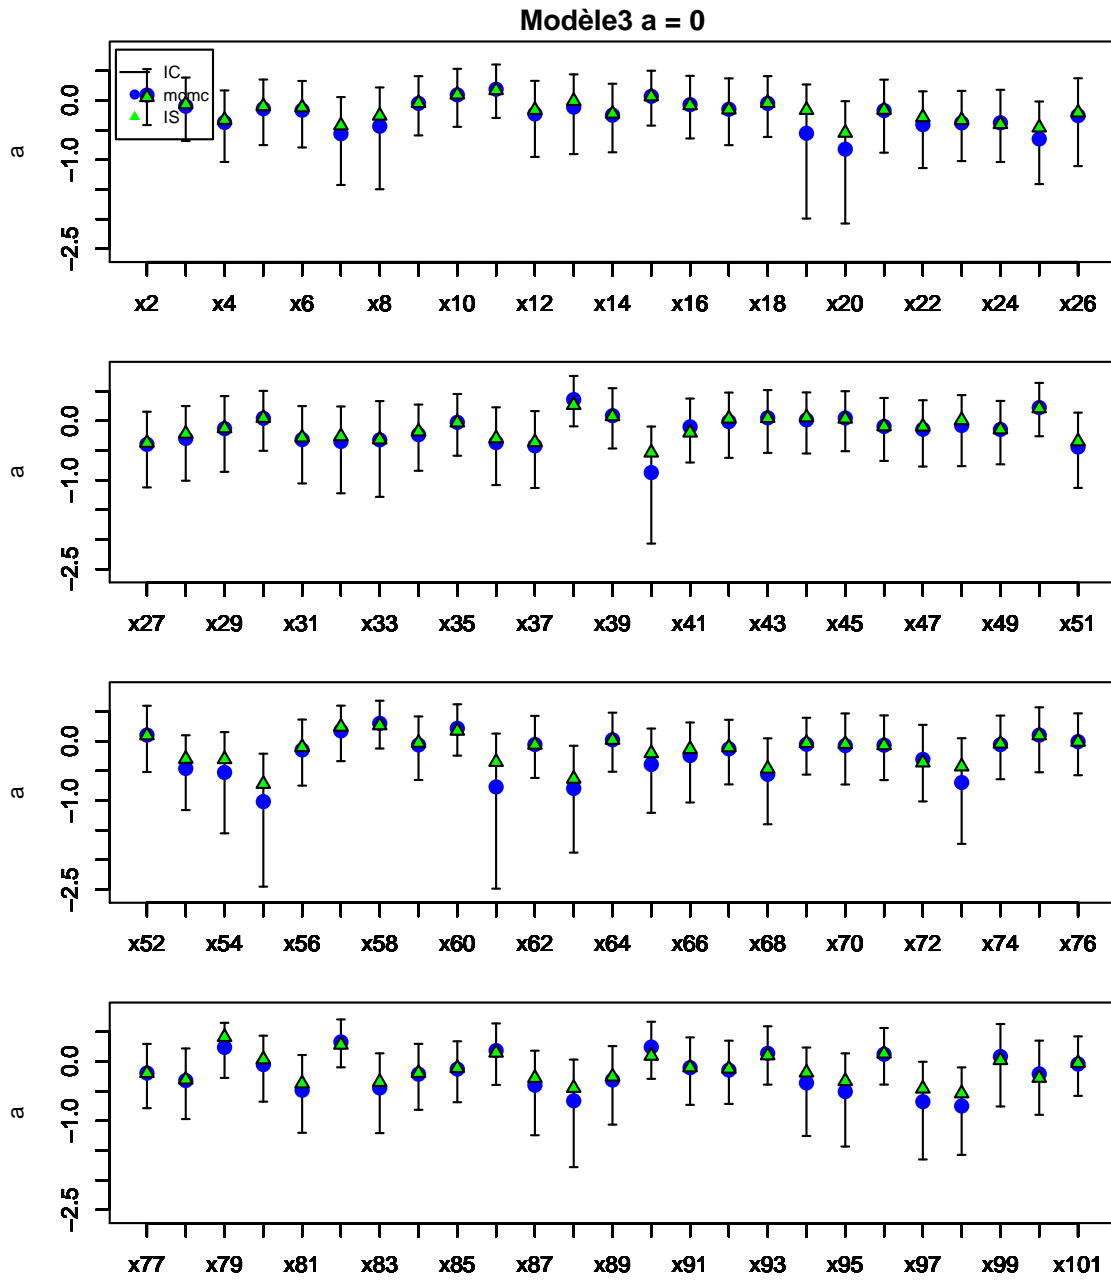 Modèle3 a = 0
IC
mcmc
IS
a
0.0
−1.0
−2.5
x2 x4 x6 x8 x10 x12 x14 x16 x18 x20 x22 x24 x26
a
0.0
−1.0
−2.5
x27 x29 x31 x33 x35 x37 x39 x41 x43 x45 x47 x49 x51
a
0.0
−1.0
−2.5
x52 x54 x56 x58 x60 x62 x64 x66 x68 x70 x72 x74 x76
a
0.0
−1.0
−2.5
x77 x79 x81 x83 x85 x87 x89 x91 x93 x95 x97 x99 x101